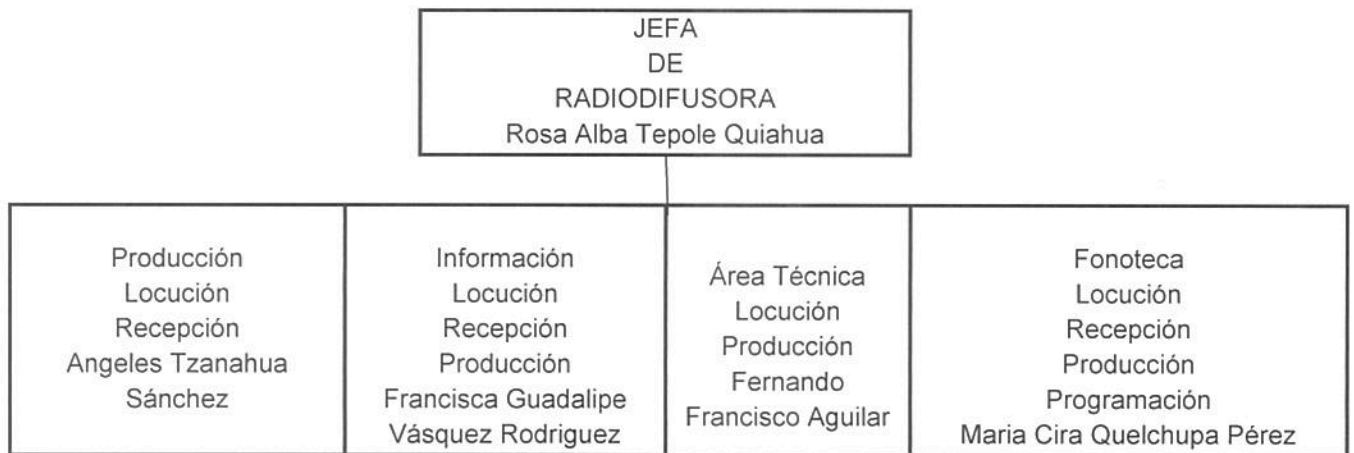 JEFA
DE
RADIODIFUSORA
Rosa Alba Tepole Quiahua
Producción
Locución
Recepción
Angeles Tzanahua
Sánchez
Información
Locución
Recepción
Producción
Francisca Guadalipe
Vásquez Rodriguez
Área Técnica
Locución
Producción
Fernando
Francisco Aguilar
Fonoteca
Locución
Recepción
Producción
Programación
Maria Cira Quelchupa Pérez